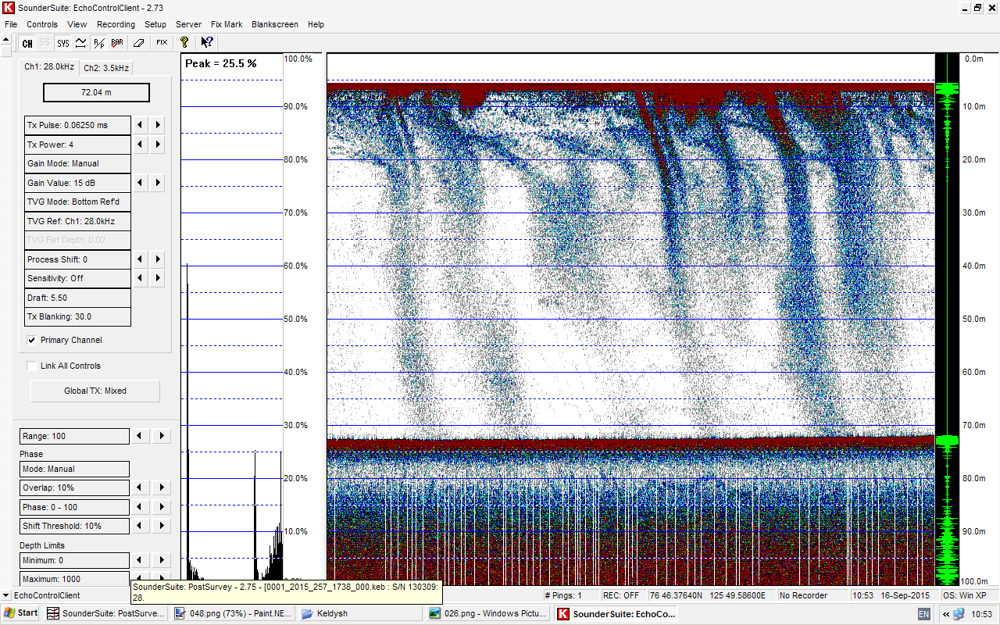 SounderSuite: EchoControlClient - 2.73
File Controls View Recording Setup Server Fix Mark Blankscreen Help
CH SS SYS R/P BAR FIX ? ?
Ch1: 28.0kHz Ch2: 3.5kHz
72.04 m
Tx Pulse: 0.06250 ms
Tx Power: 4
Gain Mode: Manual
Gain Value: 15 dB
TVG Mode: Bottom Ref'd
TVG Ref: Ch1: 28.0kHz
TVG Ref Depth: 0.00
Process Shift: 0
Sensitivity: Off
Draft: 5.50
Tx Blanking: 30.0
Primary Channel
Link All Controls
Global TX: Mixed
Range: 100
Phase
Mode: Manual
Overlap: 10%
Phase: 0 - 100
Shift Threshold: 10%
Depth Limits
Minimum: 0
Maximum: 1000
Peak = 25.5 %
100.0%
90.0%
80.0%
70.0%
60.0%
50.0%
40.0%
30.0%
20.0%
10.0%
0.0m
10.0m
20.0m
30.0m
40.0m
50.0m
60.0m
70.0m
80.0m
90.0m
100.0m
SounderSuite: PostSurvey - 2.75 - [0001_2015_257_1738_000.keb : S/N 130309:
28.
EchoControlClient # Pings: 1 REC: OFF 76 46.37640N 125 49.58600E No Recorder 10:53 16-Sep-2015 OS: Win XP
Start SounderSuite: PostSurve... 048.png (73%) - Paint.NE... Keldysh 026.png - Windows Pictu... K SounderSuite: EchoCo... EN « 10:53